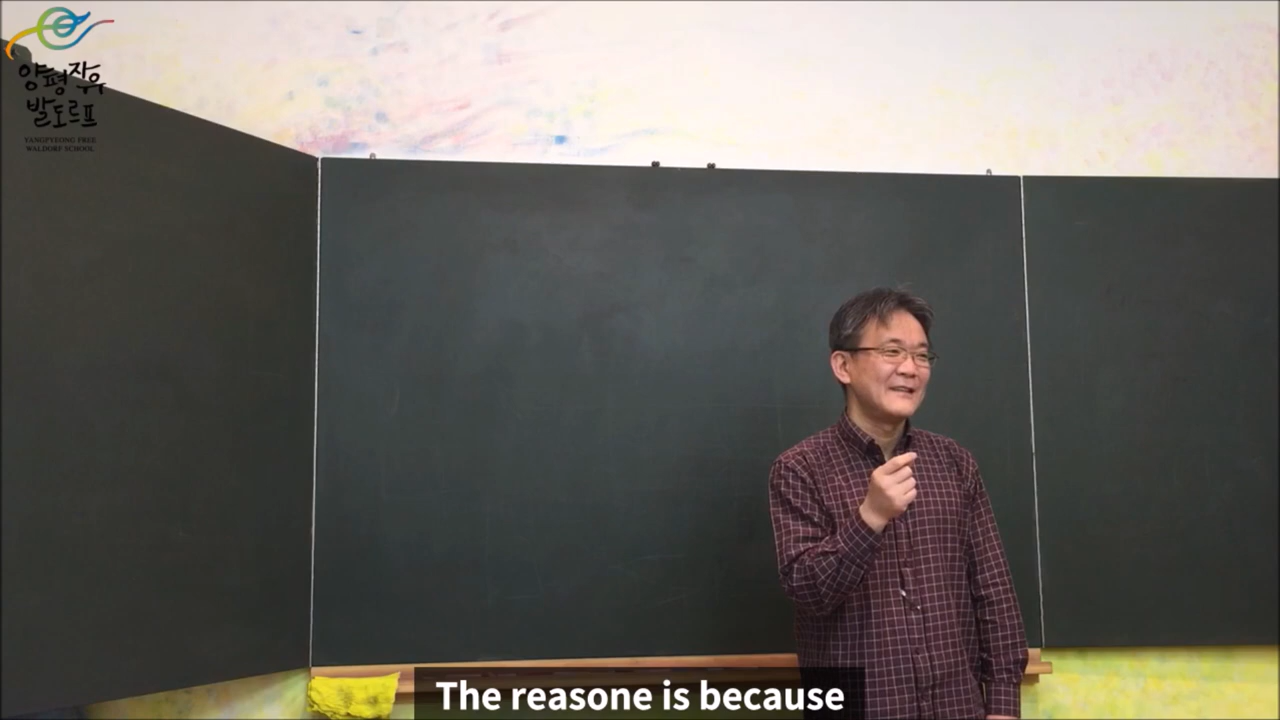 양평자유
발도르프
YANGPYEONG FREE
WALDORF SCHOOL
The reasone is because